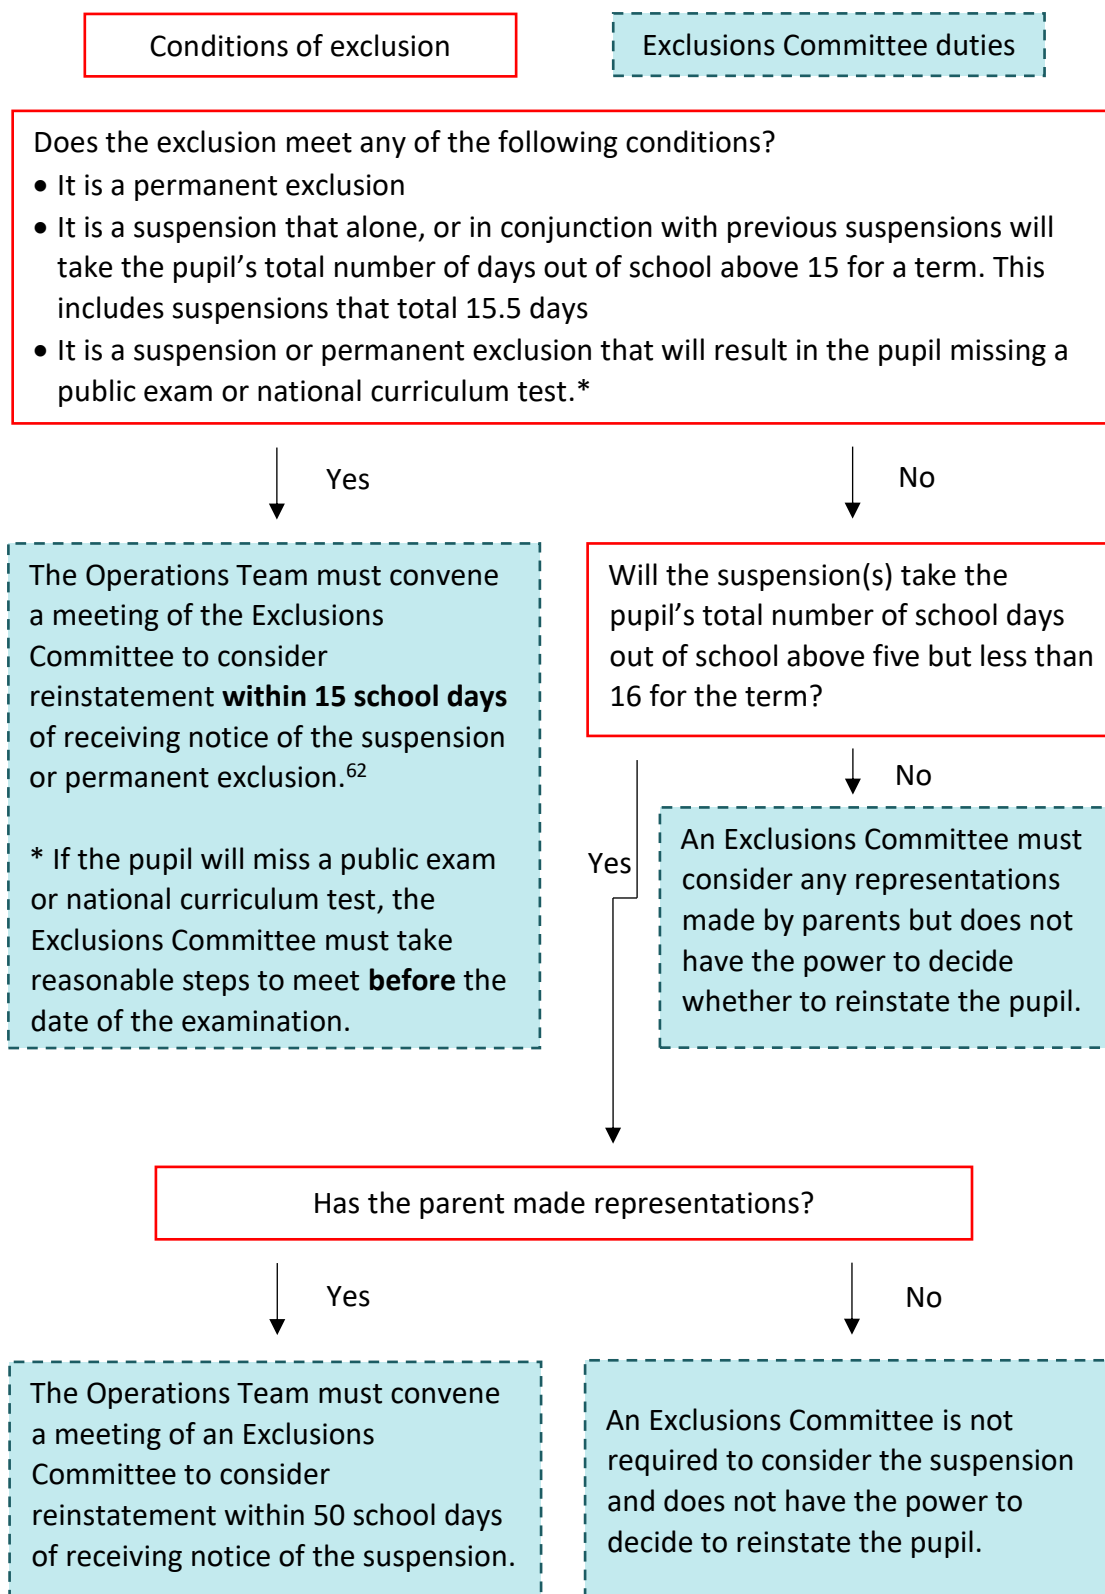 Conditions of exclusion
Exclusions Committee duties
Does the exclusion meet any of the following conditions?
• It is a permanent exclusion
• It is a suspension that alone, or in conjunction with previous suspensions will
take the pupil’s total number of days out of school above 15 for a term. This
includes suspensions that total 15.5 days
• It is a suspension or permanent exclusion that will result in the pupil missing a
public exam or national curriculum test.*
Yes
No
The Operations Team must convene
a meeting of the Exclusions
Committee to consider
reinstatement within 15 school days
of receiving notice of the suspension
or permanent exclusion.62
* If the pupil will miss a public exam
or national curriculum test, the
Exclusions Committee must take
reasonable steps to meet before the
date of the examination.
Will the suspension(s) take the
pupil’s total number of school days
out of school above five but less than
16 for the term?
No
Yes
An Exclusions Committee must
consider any representations
made by parents but does not
have the power to decide
whether to reinstate the pupil.
Has the parent made representations?
Yes
No
The Operations Team must convene
a meeting of an Exclusions
Committee to consider
reinstatement within 50 school days
of receiving notice of the suspension.
An Exclusions Committee is not
required to consider the suspension
and does not have the power to
decide to reinstate the pupil.